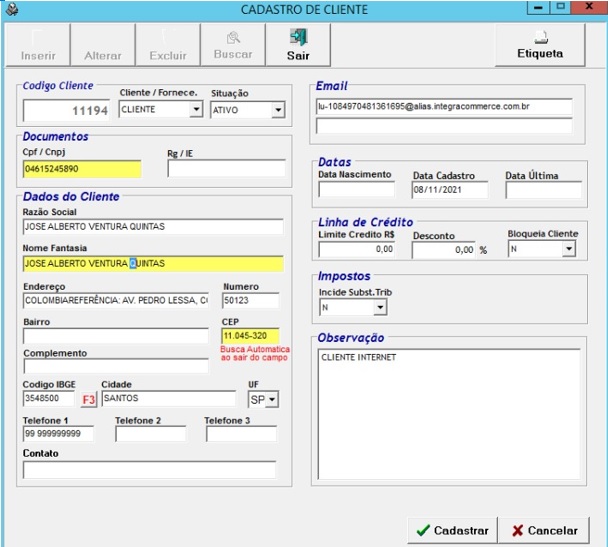 CADASTRO DE CLIENTE
Inserir Alterar Excluir Buscar Sair Etiqueta
Codigo Cliente Cliente / Fornece. Situação
11194 CLIENTE ATIVO
Documentos
Cpf / Cnpj Rg / IE
04615245890
Dados do Cliente
Razão Social
JOSE ALBERTO VENTURA QUINTAS
Nome Fantasia
JOSE ALBERTO VENTURA QUINTAS
Endereço Numero
COLOMBIAREFERÊNCIA: AV. PEDRO LESSA, 50123
Bairro CEP
11.045-320
Busca Automatica
ao sair do campo
Complemento
Codigo IBGE Cidade UF
3548500 F3 SANTOS SP
Telefone 1 Telefone 2 Telefone 3
99 999999999
Contato
Email
lu-1084970481361695@alias.integracommerce.com.br
Datas
Data Nascimento Data Cadastro Data Última
08/11/2021
Linha de Crédito
Limite Credito R$ Desconto Bloqueia Cliente
0,00 0,00 % N
Impostos
Incide Subst.Trib
N
Observação
CLIENTE INTERNET
Cadastrar Cancelar